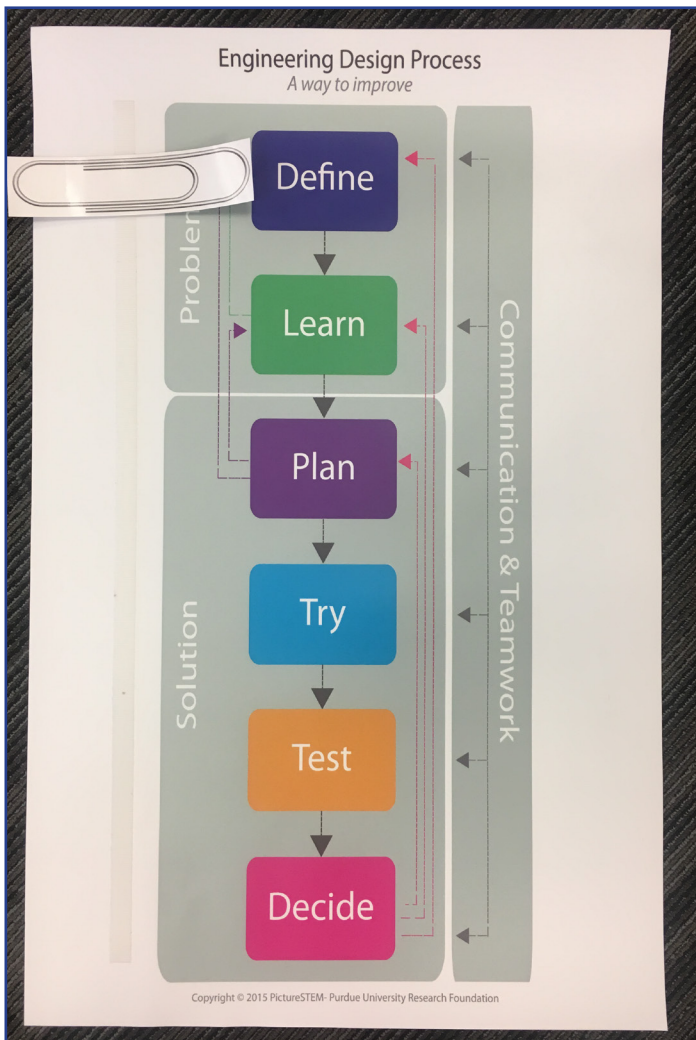 Engineering Design Process
A way to improve
Problem
Define
Learn
Solution
Plan
Try
Test
Decide
Communication & Teamwork
Copyright © 2015 PictureSTEM- Purdue University Research Foundation